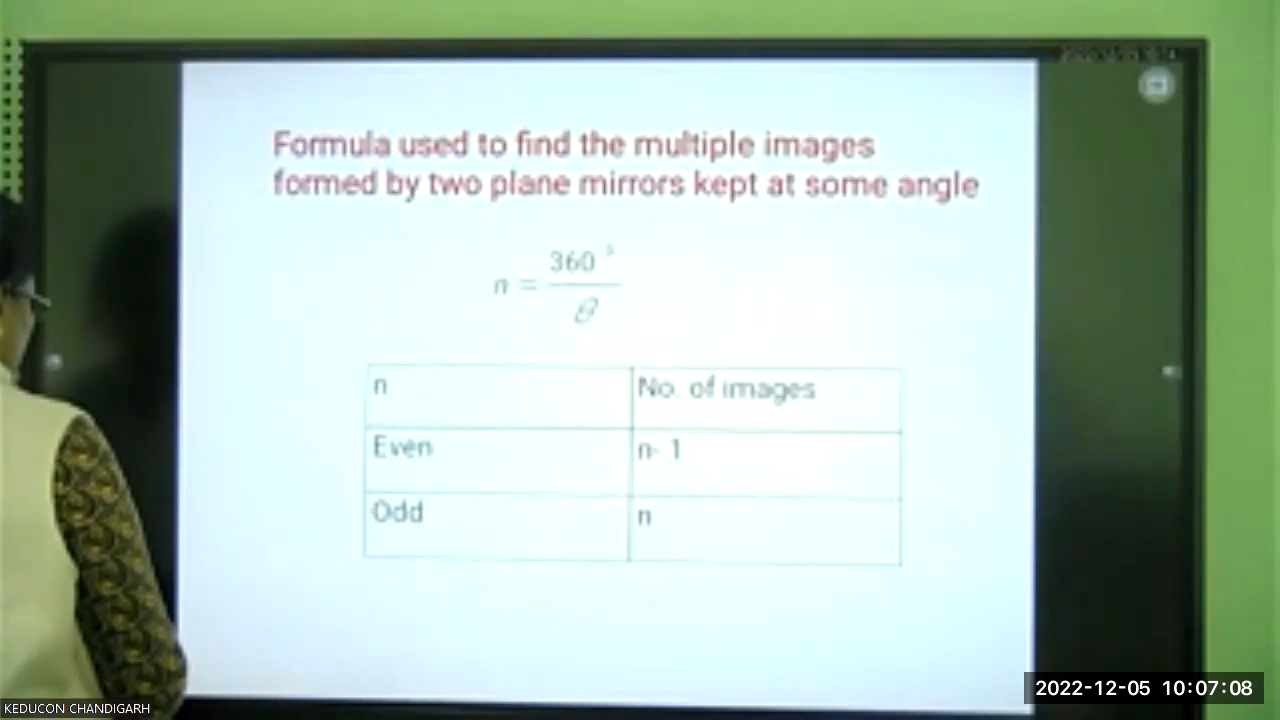 Formula used to find the multiple images
formed by two plane mirrors kept at some angle
n = 360° / θ
n No. of images
Even n- 1
Odd n
2022-12-05 10:07:08
KEDUCON CHANDIGARH